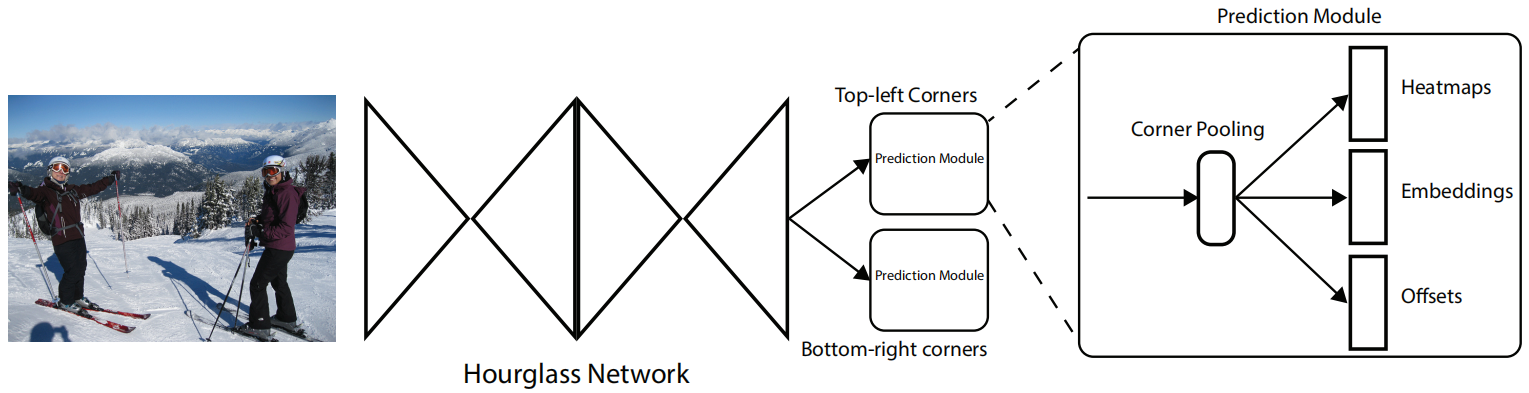 Prediction Module
Top-left Corners
Prediction Module
Prediction Module
Bottom-right corners
Hourglass Network
Corner Pooling
Heatmaps
Embeddings
Offsets